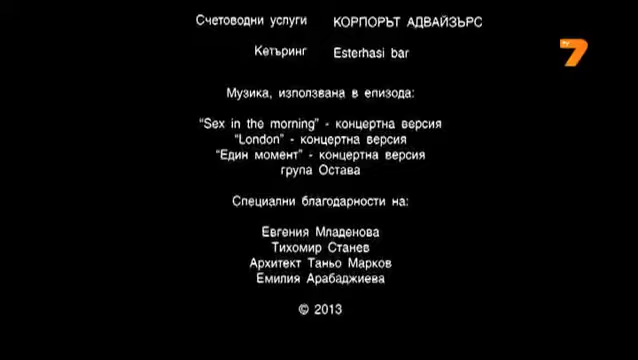 Счетоводни услуги КОРПОРЪТ АДВАЙЗЪРС
Кетъринг Esterhasi bar
TV 7
Музика, използвана в епизода:
“Sex in the morning” - концертна версия
“London” - концертна версия
“Един момент” - концертна версия
група Остава
Специални благодарности на:
Евгения Младенова
Тихомир Станев
Архитект Таньо Марков
Емилия Арабаджиева
© 2013